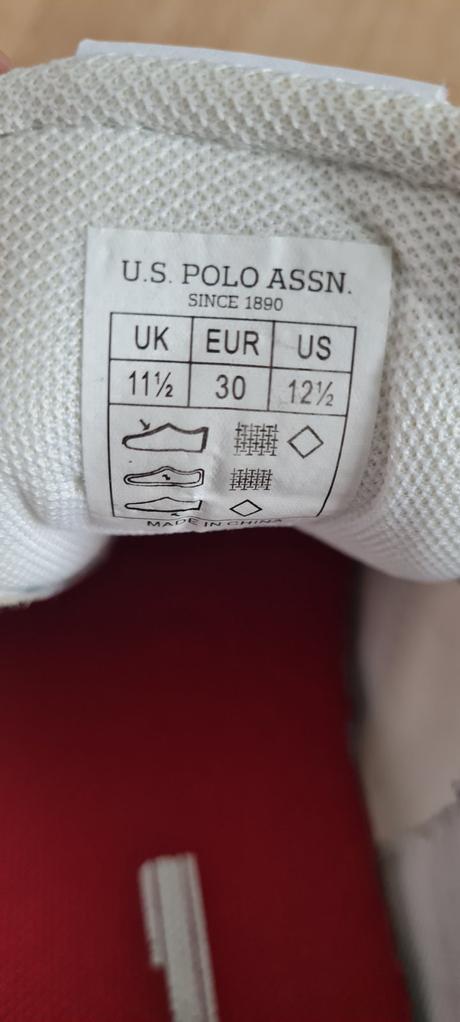 U.S. POLO ASSN.
SINCE 1890
UK EUR US
11½ 30 12½
MADE IN CHINA